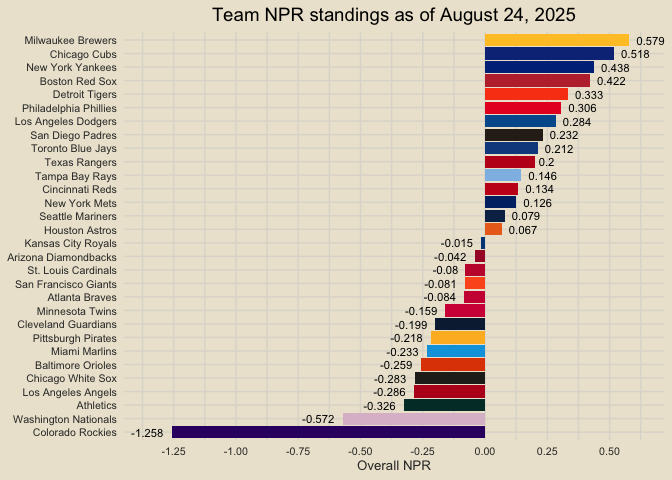 Team NPR standings as of August 24, 2025
Milwaukee Brewers 0.579
Chicago Cubs 0.518
New York Yankees 0.438
Boston Red Sox 0.422
Detroit Tigers 0.333
Philadelphia Phillies 0.306
Los Angeles Dodgers 0.284
San Diego Padres 0.232
Toronto Blue Jays 0.212
Texas Rangers 0.2
Tampa Bay Rays 0.146
Cincinnati Reds 0.134
New York Mets 0.126
Seattle Mariners 0.079
Houston Astros 0.067
Kansas City Royals -0.015
Arizona Diamondbacks -0.042
St. Louis Cardinals -0.08
San Francisco Giants -0.081
Atlanta Braves -0.084
Minnesota Twins -0.159
Cleveland Guardians -0.199
Pittsburgh Pirates -0.218
Miami Marlins -0.233
Baltimore Orioles -0.259
Chicago White Sox -0.283
Los Angeles Angels -0.286
Athletics -0.326
Washington Nationals -0.572
Colorado Rockies -1.258
-1.25 -1.00 -0.75 -0.50 -0.25 0.00 0.25 0.50
Overall NPR